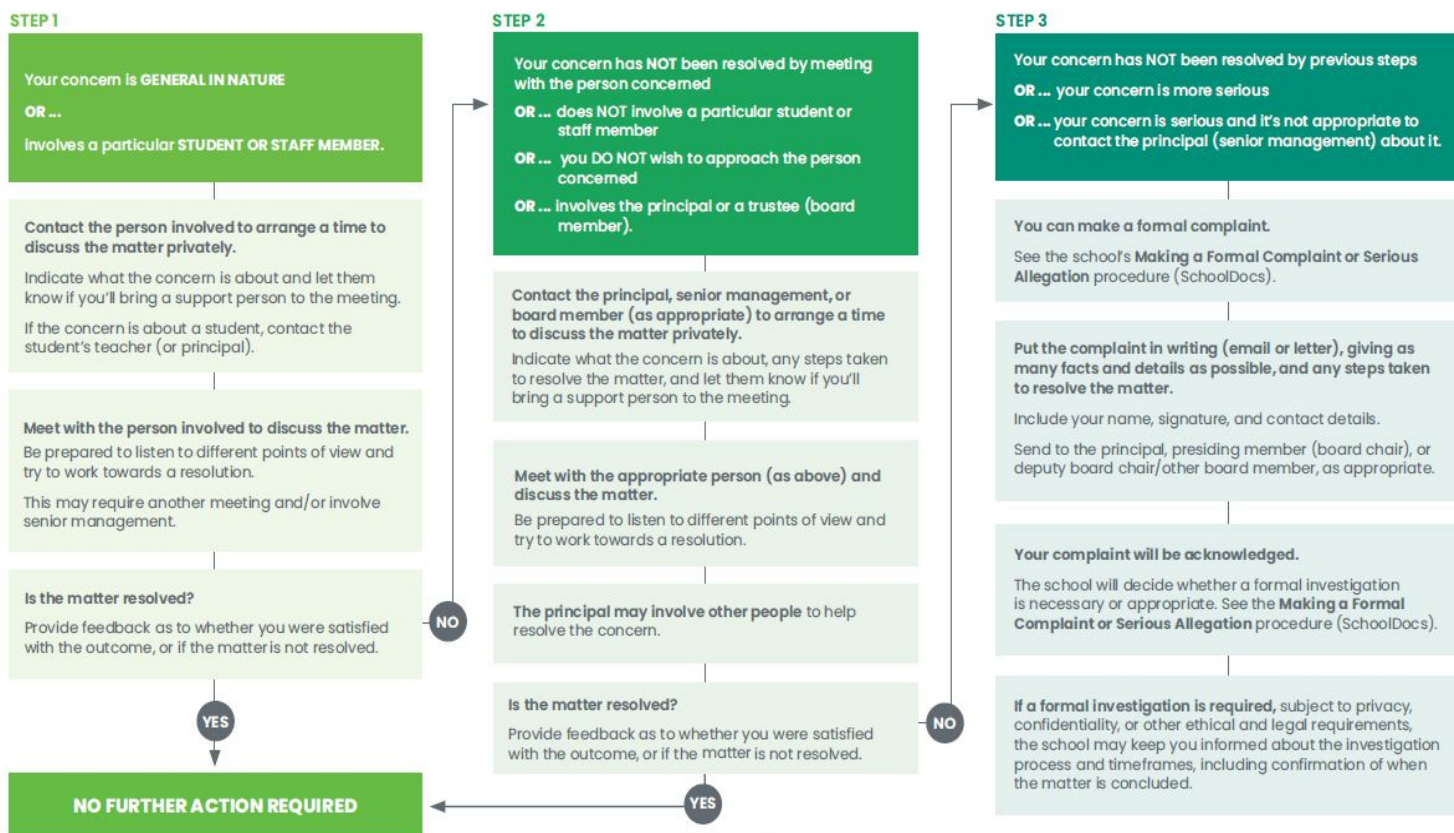 STEP 1
Your concern is GENERAL IN NATURE
OR ...
involves a particular STUDENT OR STAFF MEMBER.
Contact the person involved to arrange a time to
discuss the matter privately.
Indicate what the concern is about and let them
know if you'll bring a support person to the meeting.
If the concern is about a student, contact the
student's teacher (or principal).
Meet with the person involved to discuss the matter.
Be prepared to listen to different points of view and
try to work towards a resolution.
This may require another meeting and/or involve
senior management.
Is the matter resolved?
Provide feedback as to whether you were satisfied
with the outcome, or if the matter is not resolved.
NO
YES
NO FURTHER ACTION REQUIRED
STEP 2
Your concern has NOT been resolved by meeting
with the person concerned
OR ... does NOT involve a particular student or
staff member
OR ... you DO NOT wish to approach the person
concerned
OR ... involves the principal or a trustee (board
member).
Contact the principal, senior management, or
board member (as appropriate) to arrange a time
to discuss the matter privately.
Indicate what the concern is about, any steps taken
to resolve the matter, and let them know if you'll
bring a support person to the meeting.
Meet with the appropriate person (as above) and
discuss the matter.
Be prepared to listen to different points of view and
try to work towards a resolution.
The principal may involve other people to help
resolve the concern.
Is the matter resolved?
Provide feedback as to whether you were satisfied
with the outcome, or if the matter is not resolved.
NO
YES
STEP 3
Your concern has NOT been resolved by previous steps
OR ... your concern is more serious
OR ... your concern is serious and it's not appropriate to
contact the principal (senior management) about it.
You can make a formal complaint.
See the school's Making a Formal Complaint or Serious
Allegation procedure (SchoolDocs).
Put the complaint in writing (email or letter), giving as
many facts and details as possible, and any steps taken
to resolve the matter.
Include your name, signature, and contact details.
Send to the principal, presiding member (board chair), or
deputy board chair/other board member, as appropriate.
Your complaint will be acknowledged.
The school will decide whether a formal investigation
is necessary or appropriate. See the Making a Formal
Complaint or Serious Allegation procedure (SchoolDocs).
If a formal investigation is required, subject to privacy,
confidentiality, or other ethical and legal requirements,
the school may keep you informed about the investigation
process and timeframes, including confirmation of when
the matter is concluded.